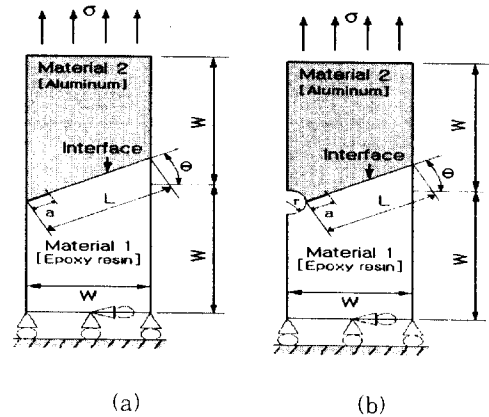 σ
Material 2
[Aluminum]
Interface
θ
a
L
Material 1
[Epoxy resin]
W
W
W
(a)
σ
Material 2
[Aluminum]
Interface
θ
r
a
L
Material 1
[Epoxy resin]
W
W
W
(b)